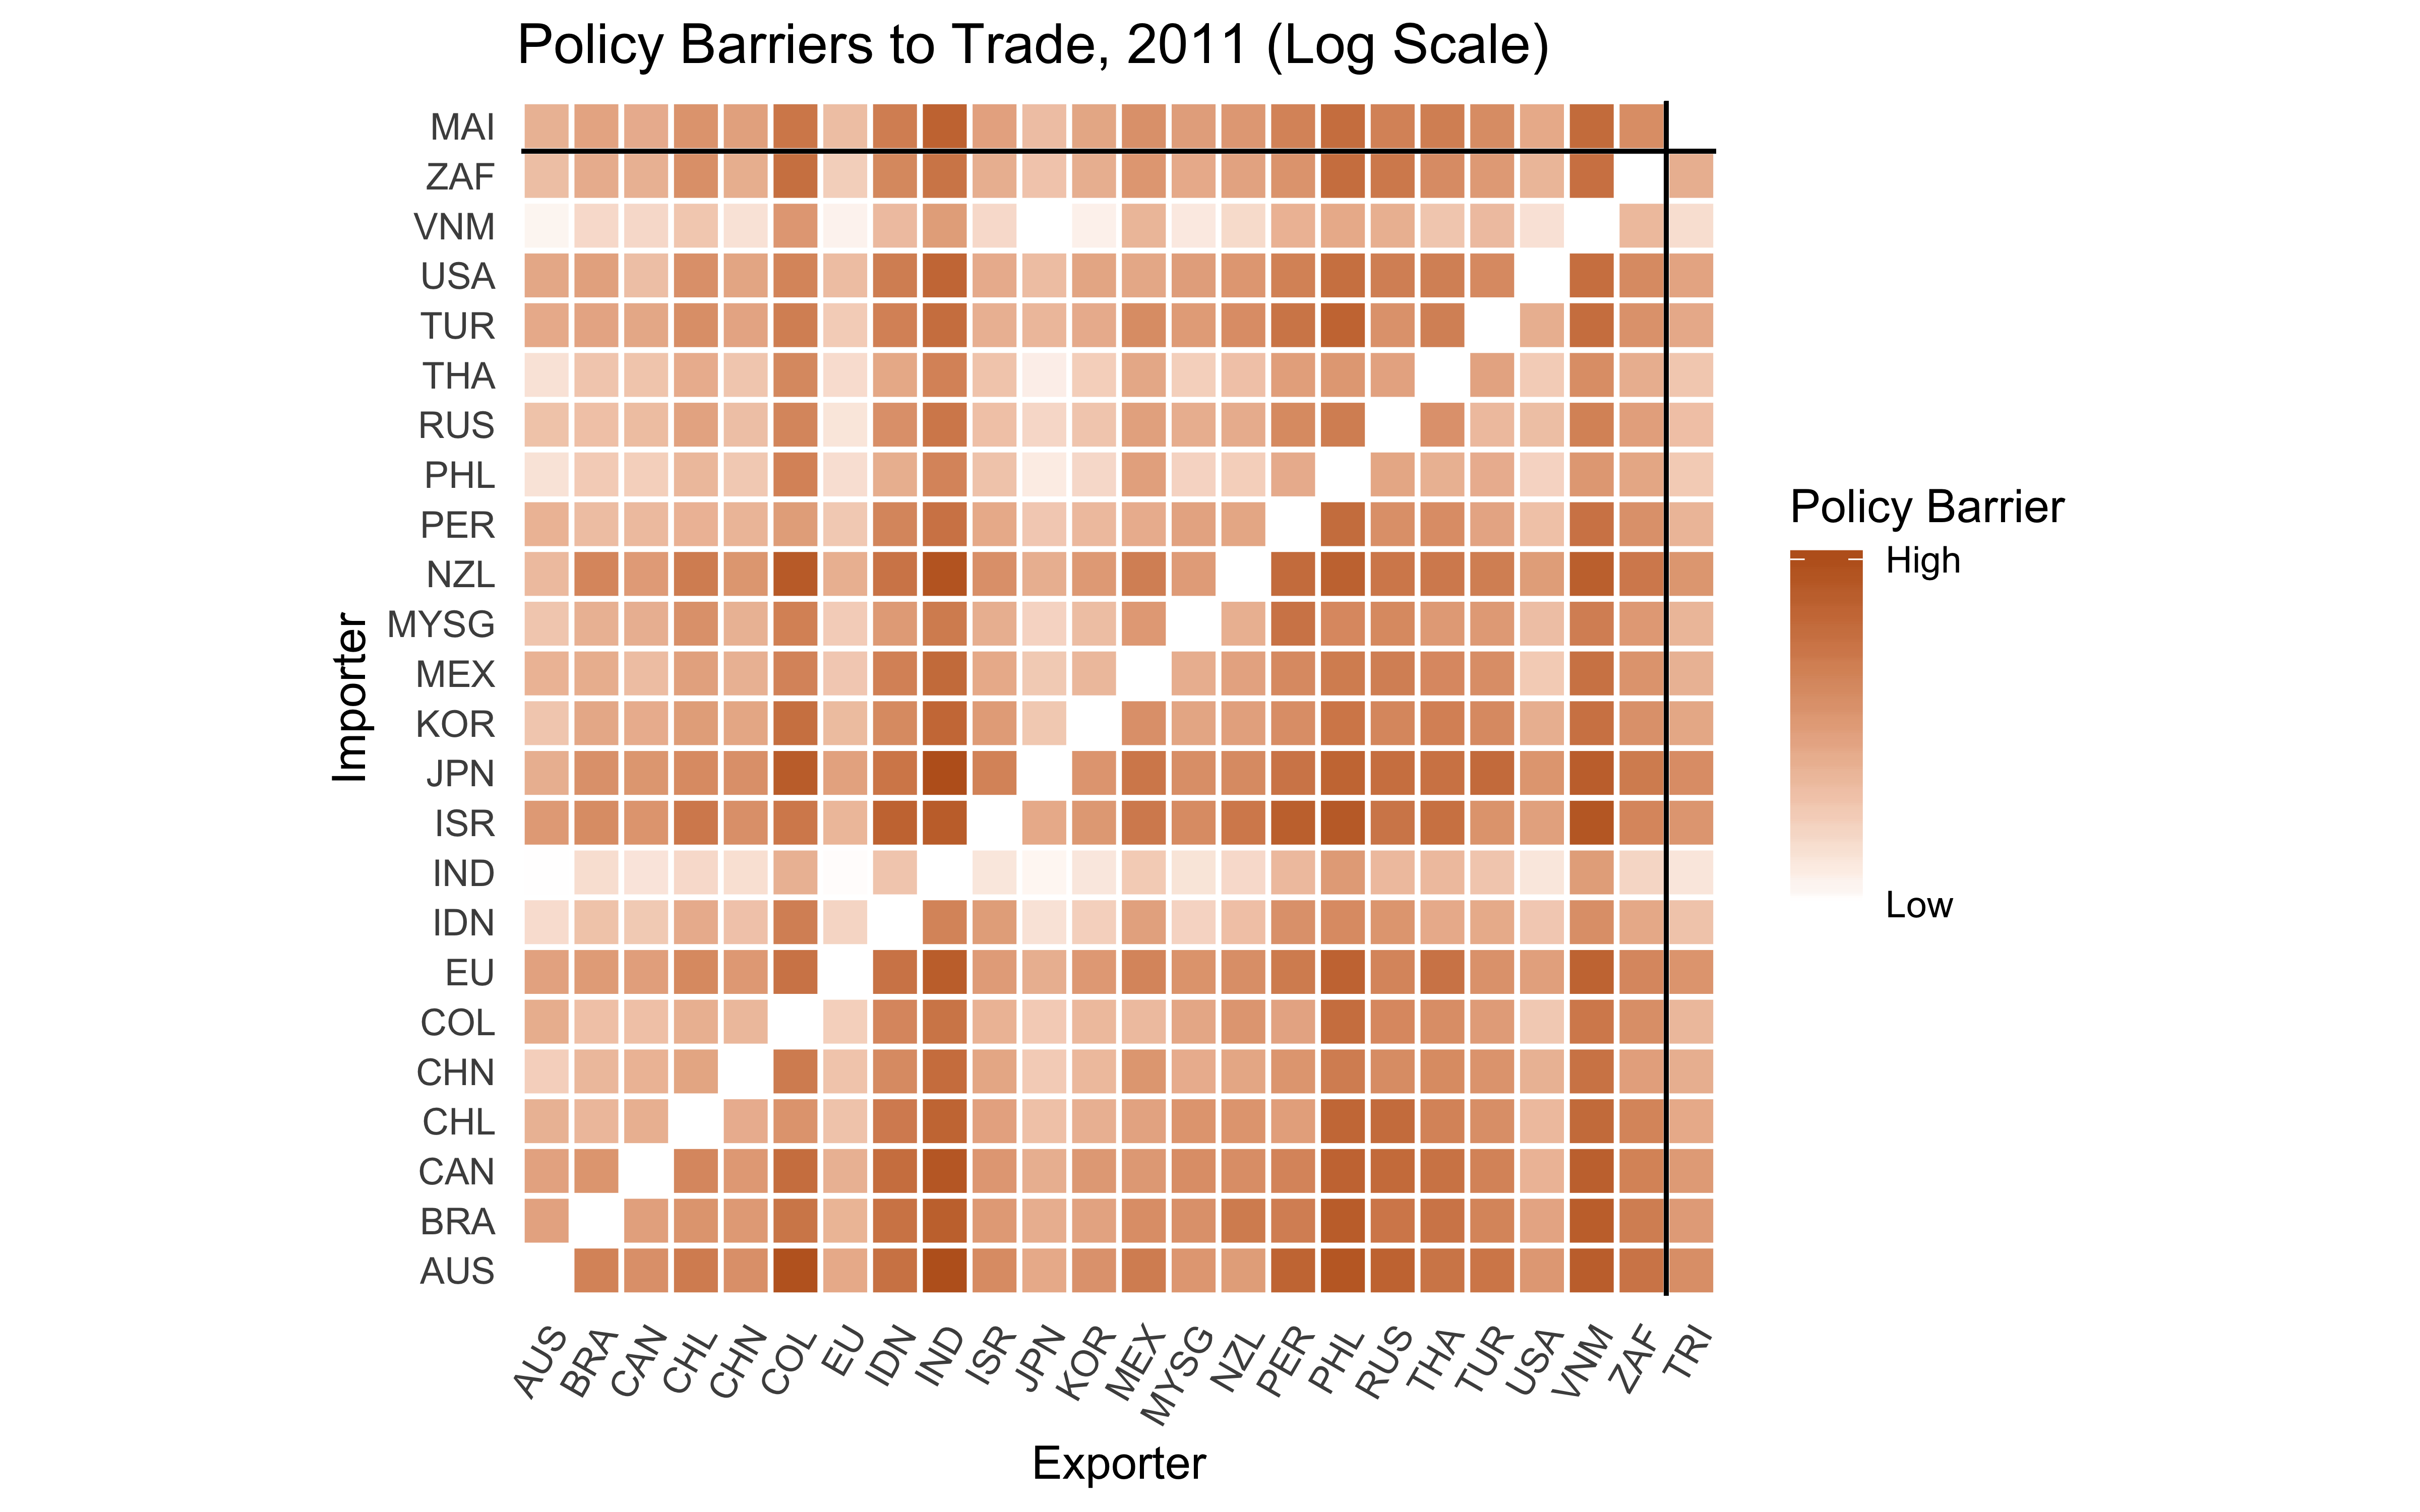 Policy Barriers to Trade, 2011 (Log Scale)
MAI
ZAF
VNM
USA
TUR
THA
RUS
PHL
PER
NZL
MYSG
MEX
KOR
JPN
ISR
IND
IDN
EU
COL
CHN
CHL
CAN
BRA
AUS
Importer
AUS
BRA
CAN
CHL
CHN
COL
EU
IDN
IND
ISR
JPN
KOR
MEX
MYSG
NZL
PER
PHL
RUS
THA
TUR
USA
VNM
ZAF
TRI
Exporter
Policy Barrier
High
Low